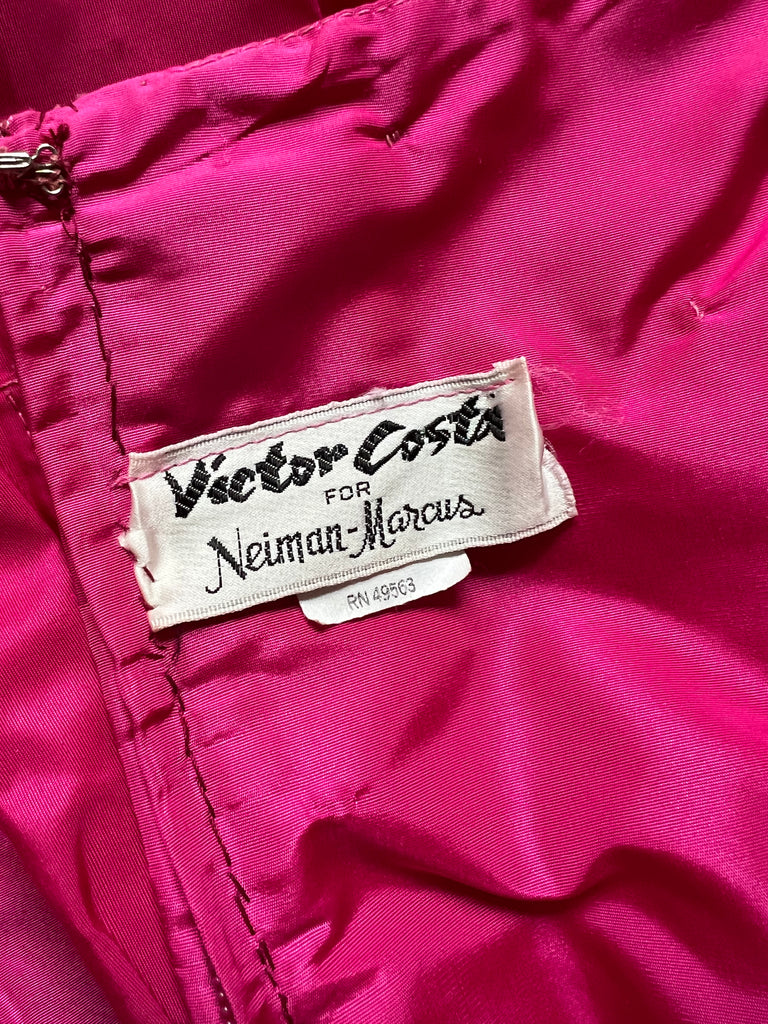 Victor Costa
FOR
Neiman-Marcus
RN 49563